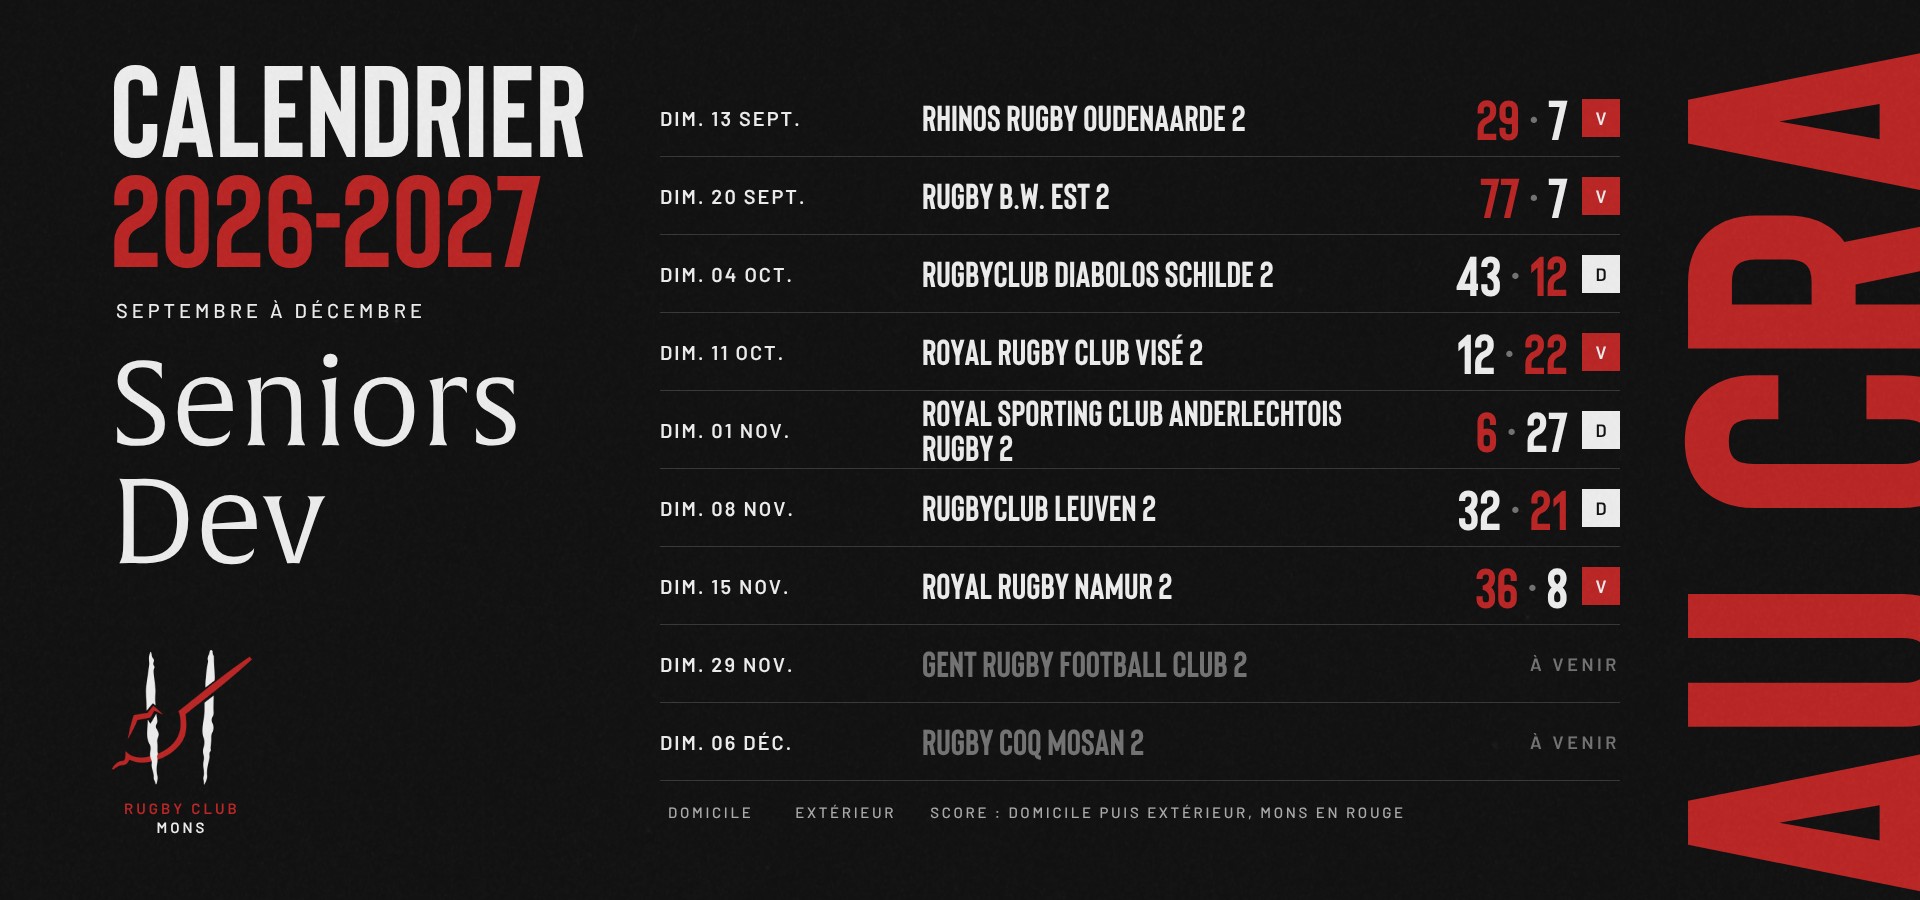 CALENDRIER
2026-2027
SEPTEMBRE À DÉCEMBRE
Seniors
Dev
RUGBY CLUB
MONS
DIM. 13 SEPT. RHINOS RUGBY OUDENAARDE 2 29 · 7 V
DIM. 20 SEPT. RUGBY B.W. EST 2 77 · 7 V
DIM. 04 OCT. RUGBYCLUB DIABOLOS SCHILDE 2 43 · 12 D
DIM. 11 OCT. ROYAL RUGBY CLUB VISÉ 2 12 · 22 V
DIM. 01 NOV. ROYAL SPORTING CLUB ANDERLECHTOIS
RUGBY 2 6 · 27 D
DIM. 08 NOV. RUGBYCLUB LEUVEN 2 32 · 21 D
DIM. 15 NOV. ROYAL RUGBY NAMUR 2 36 · 8 V
DIM. 29 NOV. GENT RUGBY FOOTBALL CLUB 2 À VENIR
DIM. 06 DÉC. RUGBY COQ MOSAN 2 À VENIR
DOMICILE EXTÉRIEUR SCORE : DOMICILE PUIS EXTÉRIEUR, MONS EN ROUGE
AU CRA